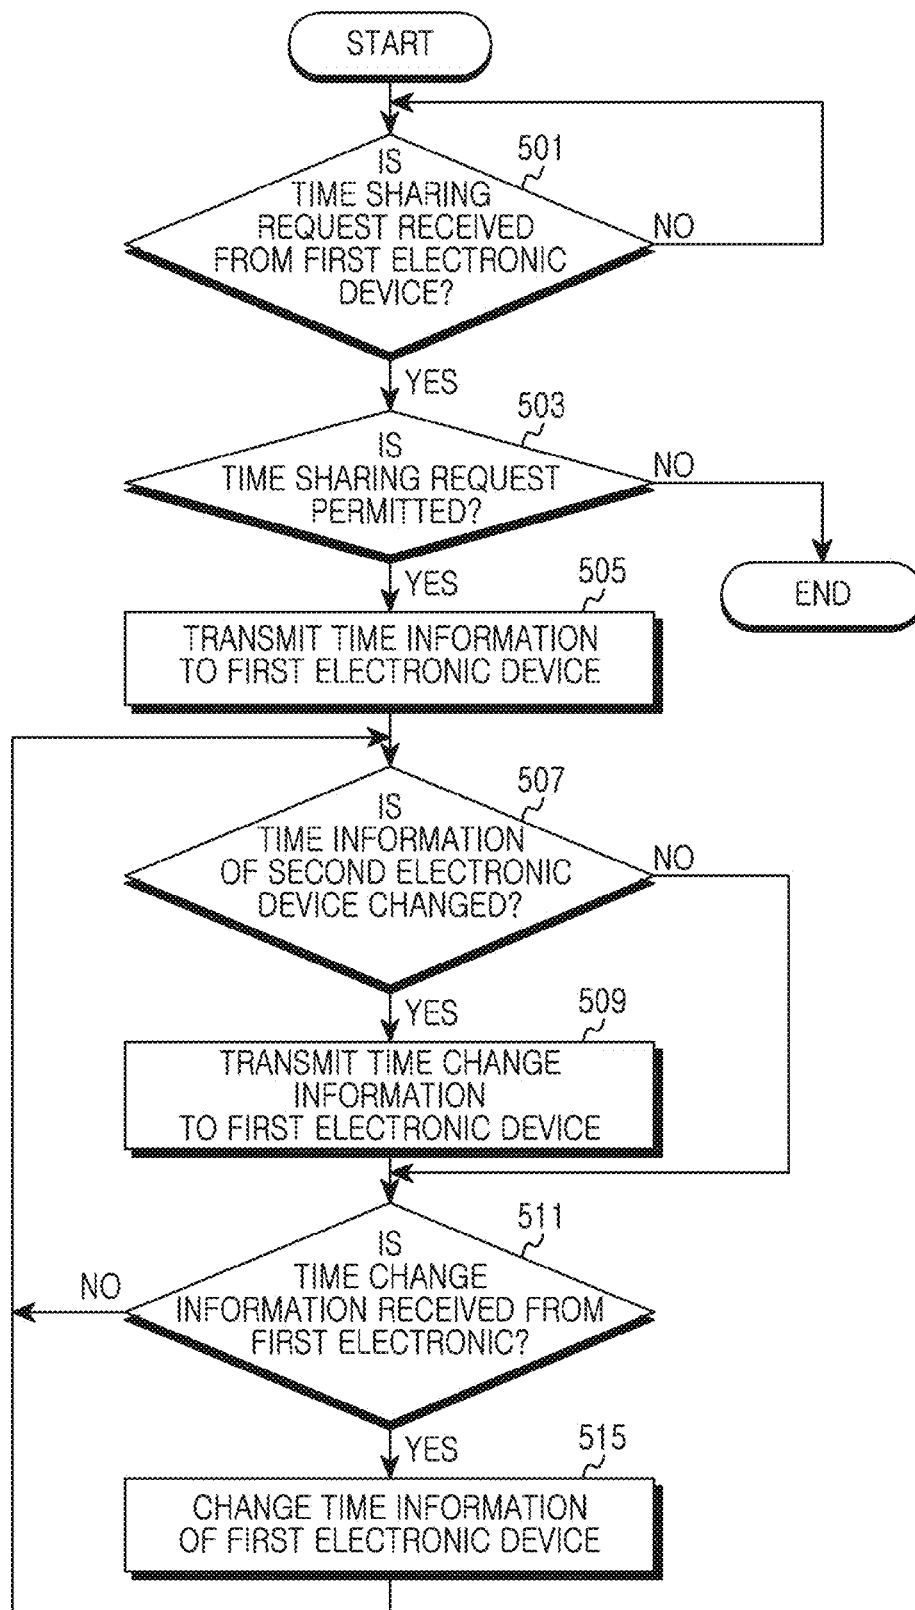 START
501
IS
TIME SHARING
REQUEST RECEIVED
FROM FIRST ELECTRONIC
DEVICE?
NO
YES
503
IS
TIME SHARING REQUEST
PERMITTED?
NO
YES
END
505
TRANSMIT TIME INFORMATION
TO FIRST ELECTRONIC DEVICE
507
IS
TIME INFORMATION
OF SECOND ELECTRONIC
DEVICE CHANGED?
NO
YES
509
TRANSMIT TIME CHANGE
INFORMATION
TO FIRST ELECTRONIC DEVICE
511
IS
TIME CHANGE
INFORMATION RECEIVED FROM
FIRST ELECTRONIC?
NO
YES
515
CHANGE TIME INFORMATION
OF FIRST ELECTRONIC DEVICE